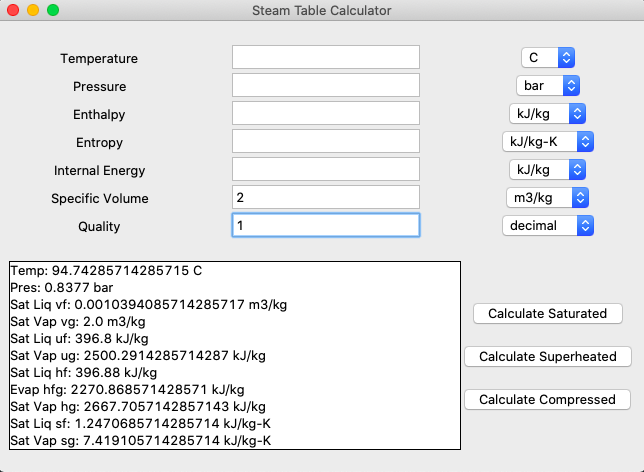 Steam Table Calculator
Temperature C
Pressure bar
Enthalpy kJ/kg
Entropy kJ/kg-K
Internal Energy kJ/kg
Specific Volume 2 m3/kg
Quality 1 decimal
Temp: 94.74285714285715 C
Pres: 0.8377 bar
Sat Liq vf: 0.0010394085714285717 m3/kg
Sat Vap vg: 2.0 m3/kg
Sat Liq uf: 396.8 kJ/kg
Sat Vap ug: 2500.2914285714287 kJ/kg
Sat Liq hf: 396.88 kJ/kg
Evap hfg: 2270.868571428571 kJ/kg
Sat Vap hg: 2667.7057142857143 kJ/kg
Sat Liq sf: 1.2470685714285714 kJ/kg-K
Sat Vap sg: 7.419105714285714 kJ/kg-K
Calculate Saturated
Calculate Superheated
Calculate Compressed